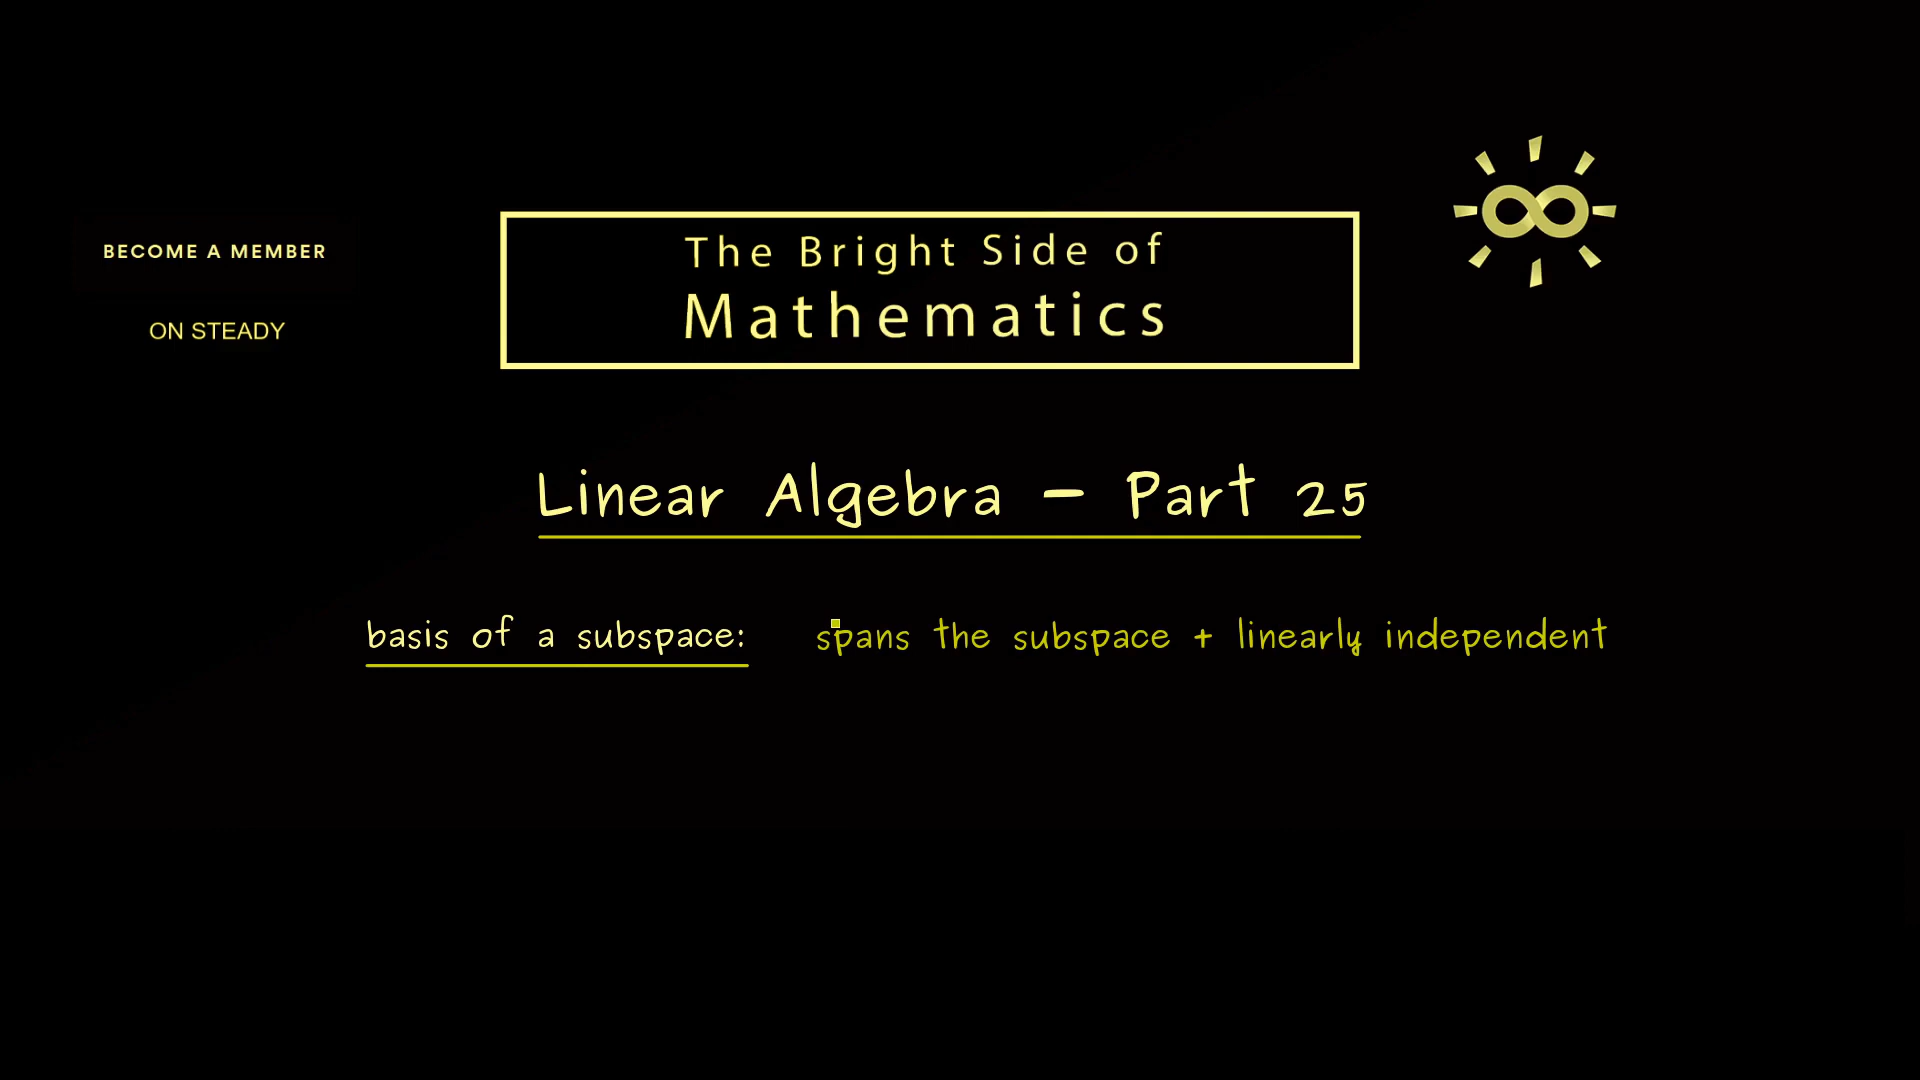 BECOME A MEMBER
ON STEADY
The Bright Side of
Mathematics
Linear Algebra – Part 25
basis of a subspace: spans the subspace + linearly independent